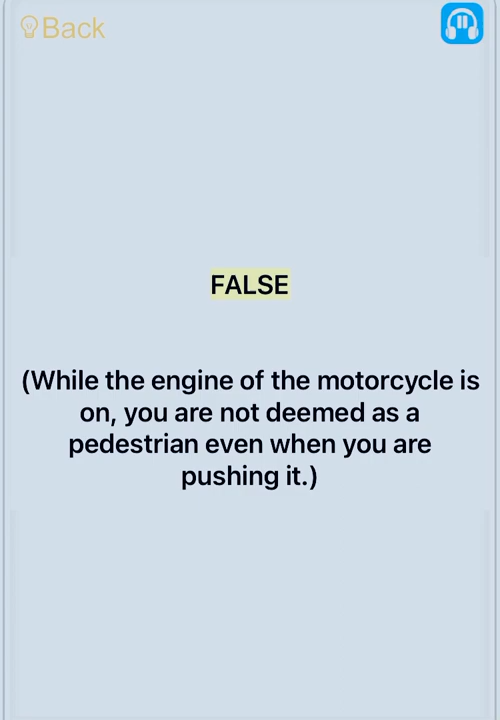 Back
FALSE
(While the engine of the motorcycle is
on, you are not deemed as a
pedestrian even when you are
pushing it.)